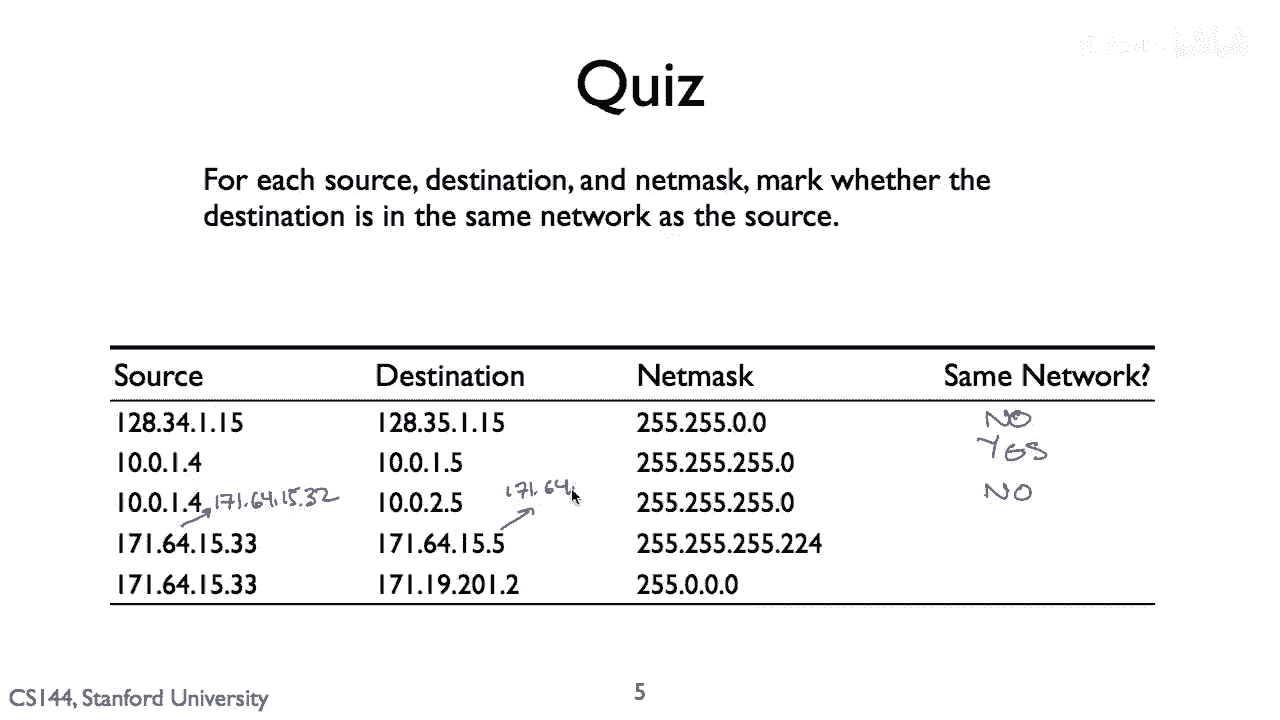 Quiz
For each source, destination, and netmask, mark whether the
destination is in the same network as the source.
Source Destination Netmask Same Network?
128.34.1.15 128.35.1.15 255.255.0.0 NO
10.0.1.4 10.0.1.5 255.255.255.0 YES
10.0.1.4 171.64.15.32 10.0.2.5 171.64. 255.255.255.0 NO
171.64.15.33 171.64.15.5 255.255.255.224
171.64.15.33 171.19.201.2 255.0.0.0
CS144, Stanford University 5